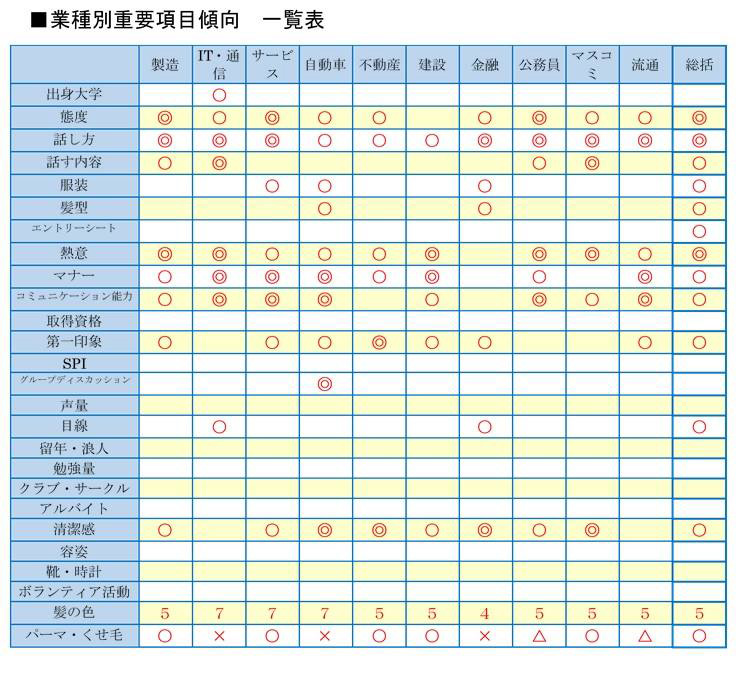 ■業種別重要項目傾向　一覧表
製造 IT・通信 サービス 自動車 不動産 建設 金融 公務員 マスコミ 流通 総括
出身大学 ○
態度 ◎ ○ ◎ ○ ○ ○ ◎ ○ ○ ◎
話し方 ◎ ◎ ◎ ○ ○ ○ ◎ ◎ ◎ ◎ ◎
話す内容 ○ ◎ ○ ◎ ○
服装 ○ ○ ○ ○
髪型 ○ ○ ○
エントリーシート ○
熱意 ◎ ◎ ○ ○ ○ ◎ ◎ ◎ ○ ◎
マナー ○ ◎ ◎ ◎ ○ ◎ ○ ◎ ○
コミュニケーション能力 ○ ◎ ◎ ◎ ○ ◎ ○ ◎ ○
取得資格
第一印象 ○ ○ ○ ◎ ○ ○ ○ ○
SPI
グループディスカッション ◎
声量
目線 ○ ○ ○
留年・浪人
勉強量
クラブ・サークル
アルバイト
清潔感 ○ ○ ◎ ◎ ○ ◎ ○ ◎ ○
容姿
靴・時計
ボランティア活動
髪の色 5 7 7 7 5 5 4 5 5 5 5
パーマ・くせ毛 ○ × ○ × ○ ○ × △ ○ △ ○